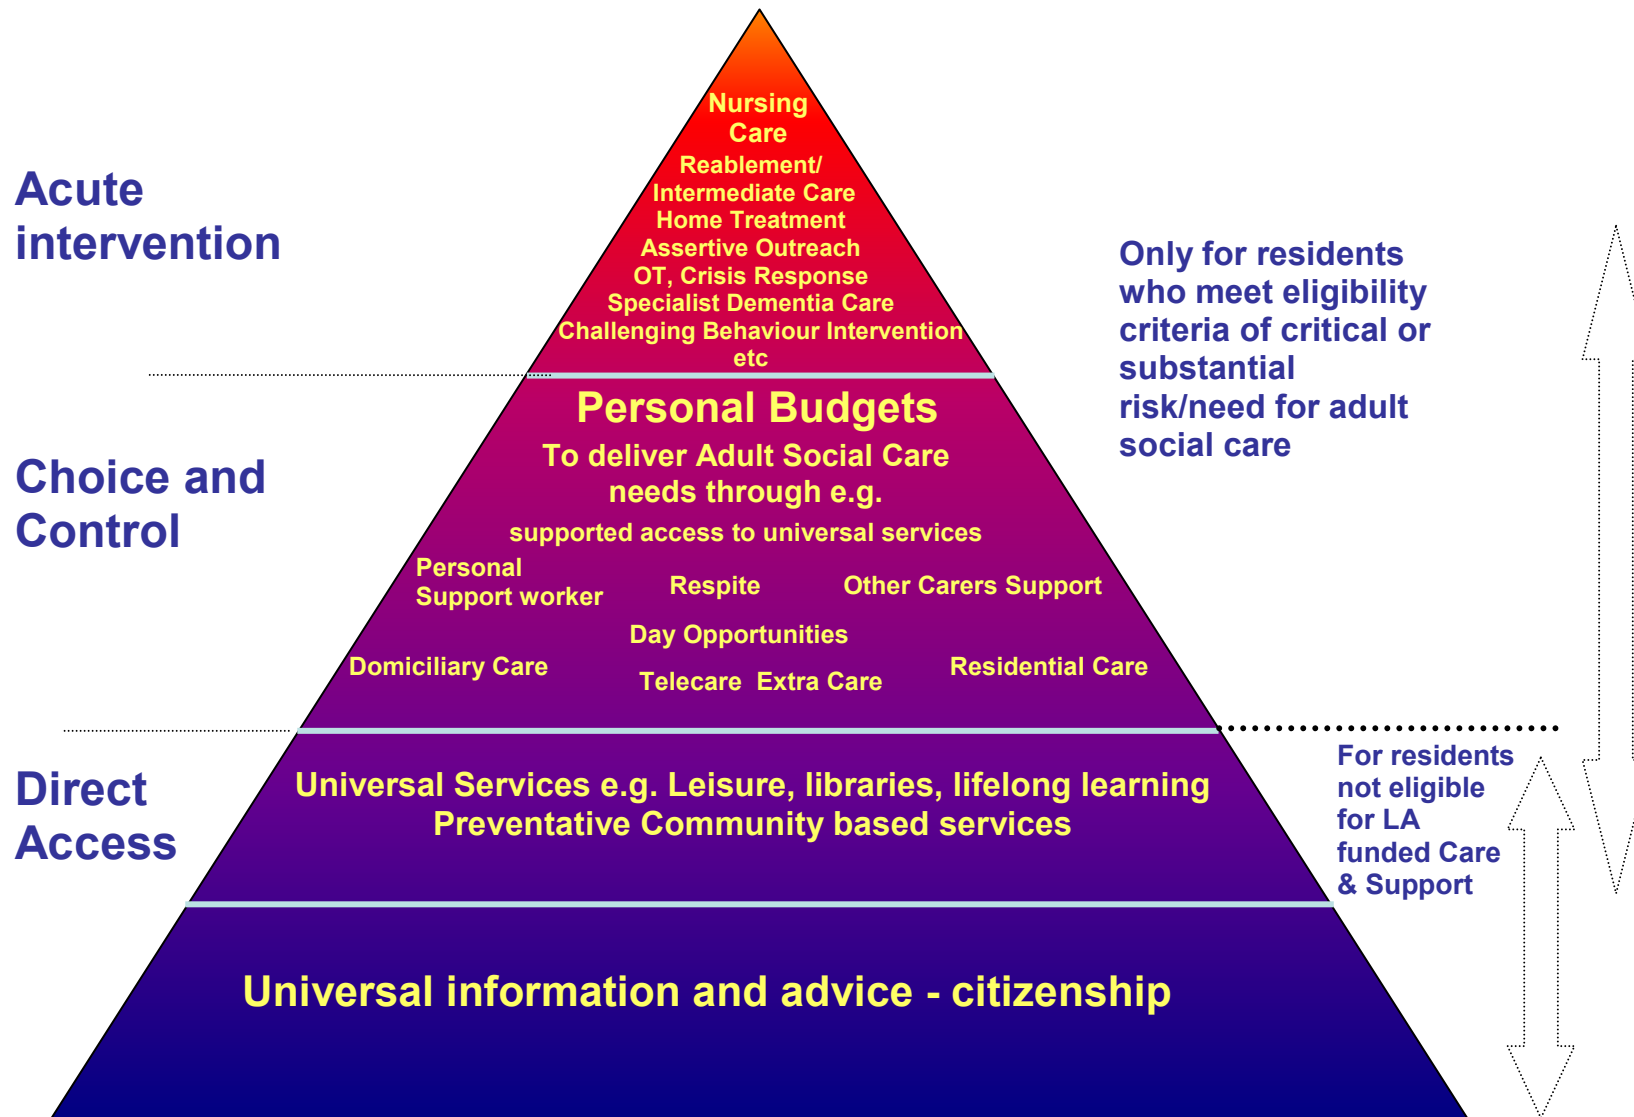 Nursing
Care
Reablement/
Intermediate Care
Home Treatment
Assertive Outreach
OT, Crisis Response
Specialist Dementia Care
Challenging Behaviour Intervention
etc
Acute
intervention
Only for residents
who meet eligibility
criteria of critical or
substantial
risk/need for adult
social care
Personal Budgets
To deliver Adult Social Care
needs through e.g.
supported access to universal services
Personal
Support worker
Respite
Other Carers Support
Day Opportunities
Domiciliary Care
Telecare Extra Care
Residential Care
Choice and
Control
Direct
Access
Universal Services e.g. Leisure, libraries, lifelong learning
Preventative Community based services
For residents
not eligible
for LA
funded Care
& Support
Universal information and advice - citizenship